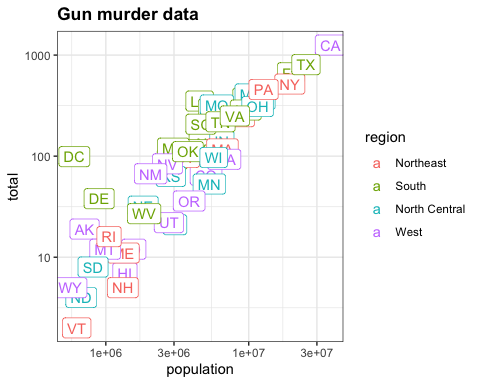 Gun murder data
1000
100
10
total
CA
TX
NY
PA
OH
VA
DC
OK
WI
NM
MN
DE
OR
WV
UT
AK
RI
SD
HI
NH
WY
ND
VT
1e+06
3e+06
1e+07
3e+07
population
region
a Northeast
a South
a North Central
a West